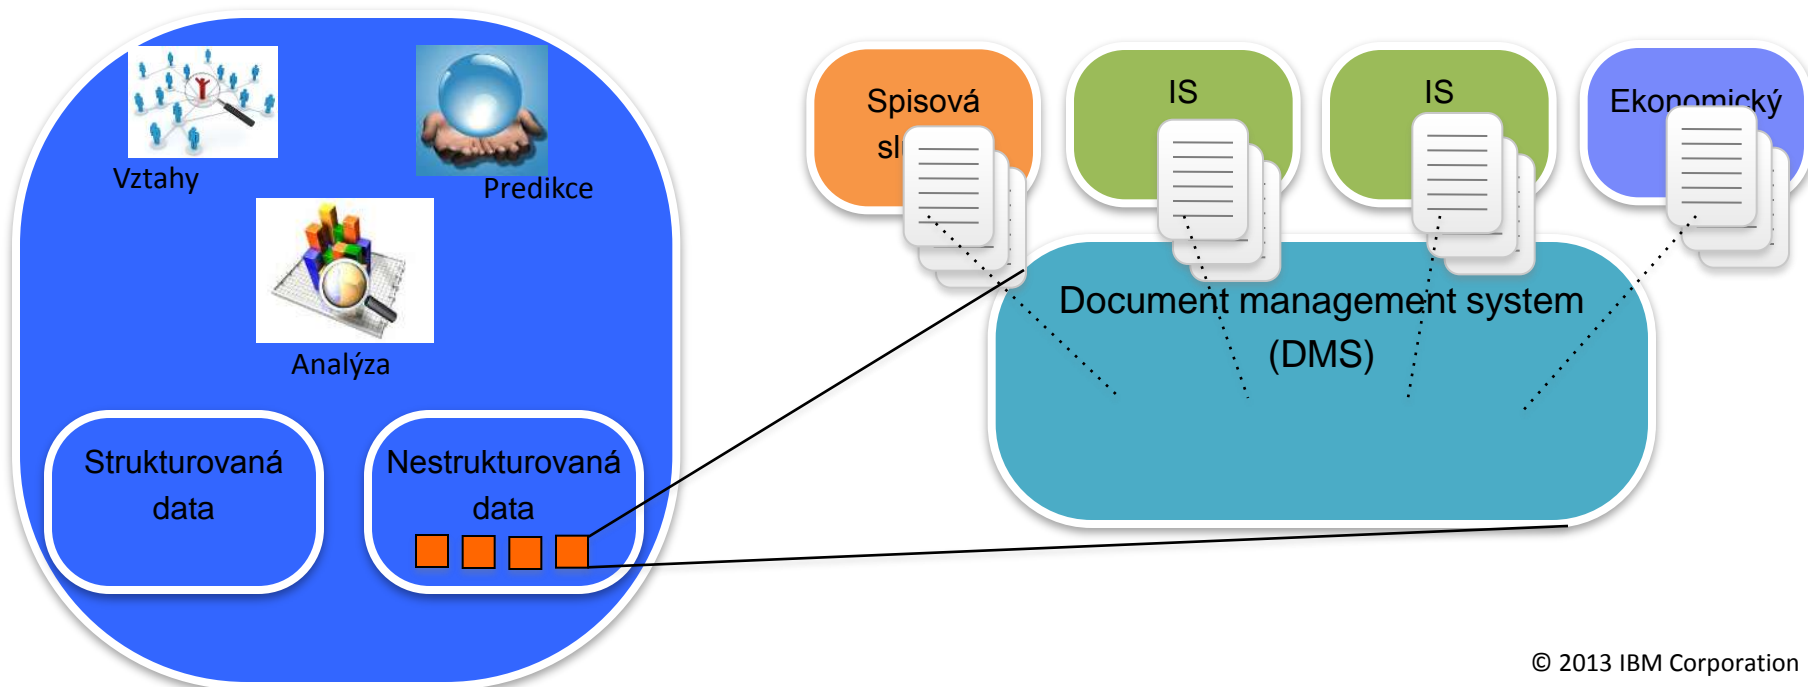 Vztahy
Predikce
Analýza
Strukturovaná
data
Nestrukturovaná
data
Spisová
IS
IS
Ekonomický
Document management system
(DMS)
© 2013 IBM Corporation